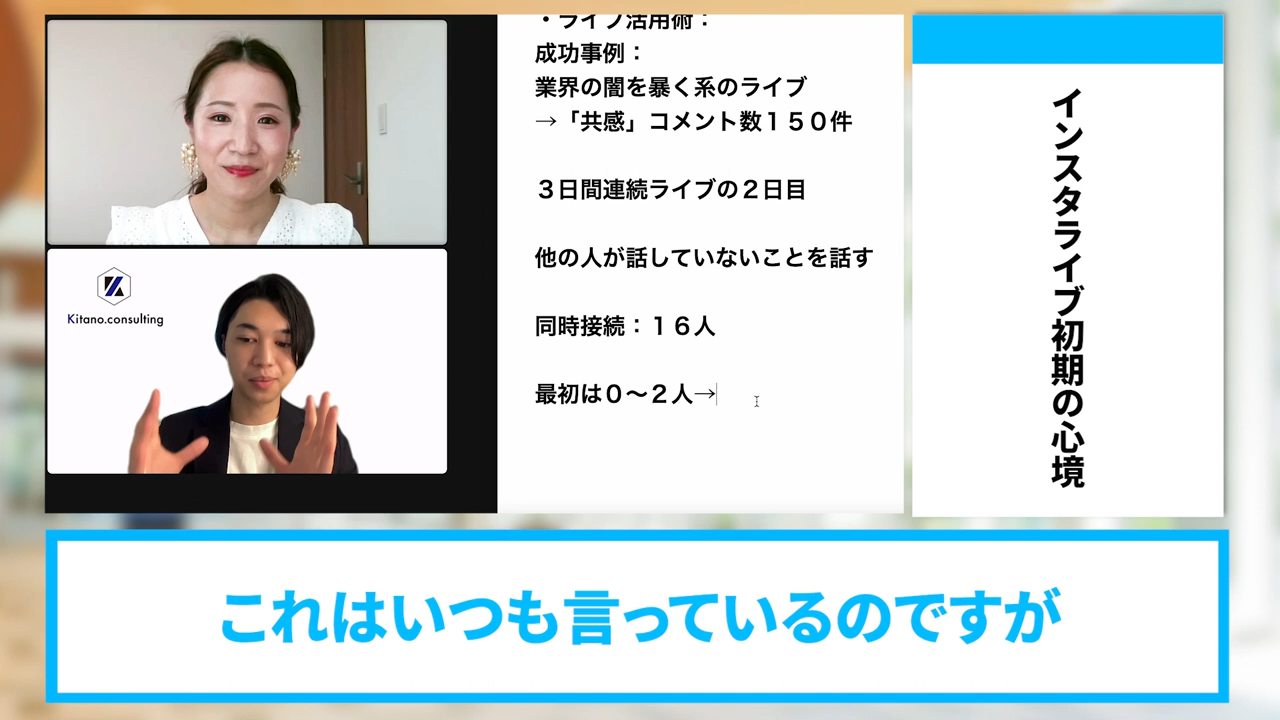 ・ライブ活用術：
成功事例：
業界の闇を暴く系のライブ
→「共感」コメント数１５０件
３日間連続ライブの２日目
他の人が話していないことを話す
同時接続：１６人
最初は０〜２人→
Kitano.consulting
インスタライブ初期の心境
これはいつも言っているのですが